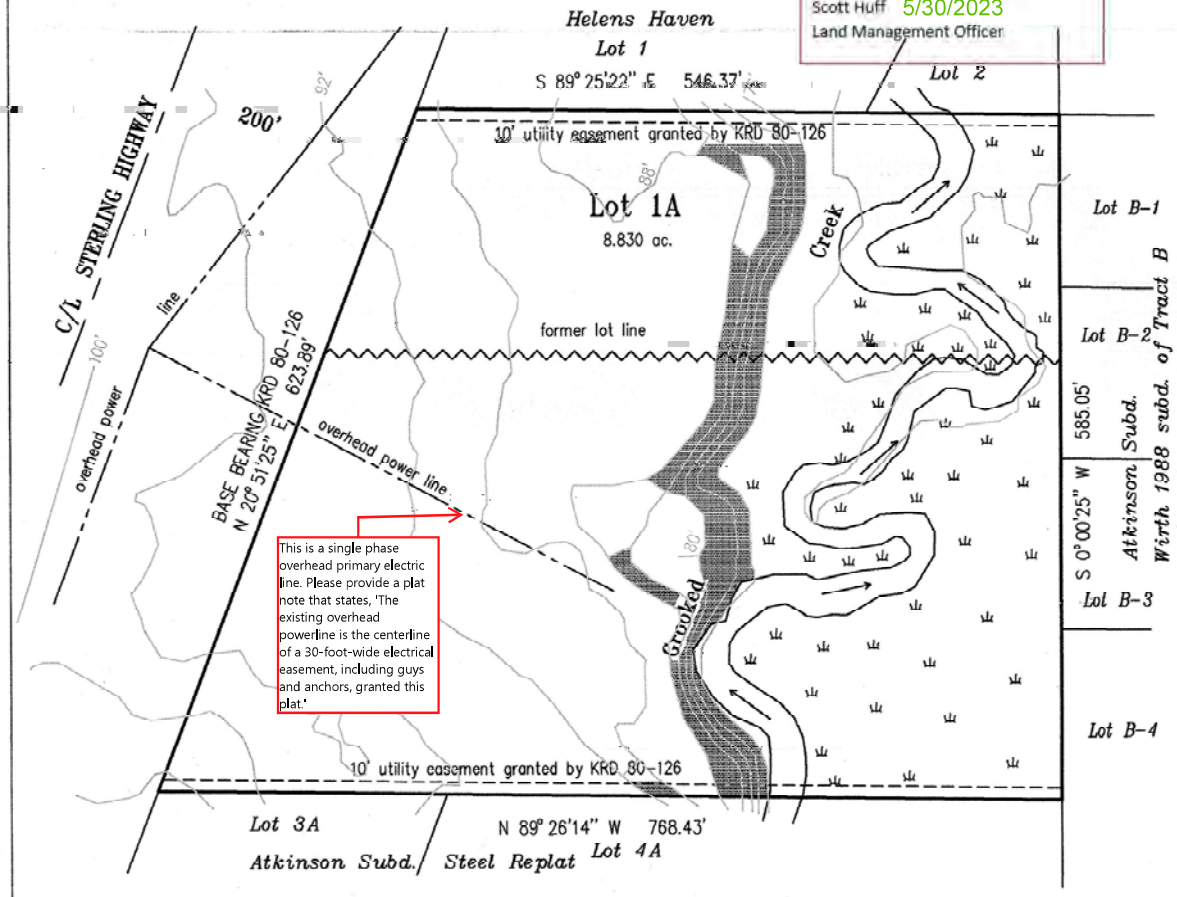 Scott Huff 5/30/2023
Land Management Officer
Helens Haven
Lot 1
Lot 2
S 89° 25'22" E 546.37'
92'
200'
10' utility easement granted by KRD 80-126
88'
Lot 1A
8.830 ac.
Creek
Lot B-1
C/L STERLING HIGHWAY
line
former lot line
Lot B-2
100'
overhead power
BASE BEARING KRD 80-126
N 20° 51'25" E 623.89'
overhead power line
S 0°00'25" W 585.05'
Atkinson Subd.
Wirth 1988 subd. of Tract B
This is a single phase
overhead primary electric
line. Please provide a plat
note that states, 'The
existing overhead
powerline is the centerline
of a 30-foot-wide electrical
easement, including guys
and anchors, granted this
plat.'
80'
Crooked
Lot B-3
Lot B-4
10' utility easement granted by KRD 80-126
Lot 3A
N 89° 26'14" W 768.43'
Atkinson Subd. Steel Replat Lot 4A